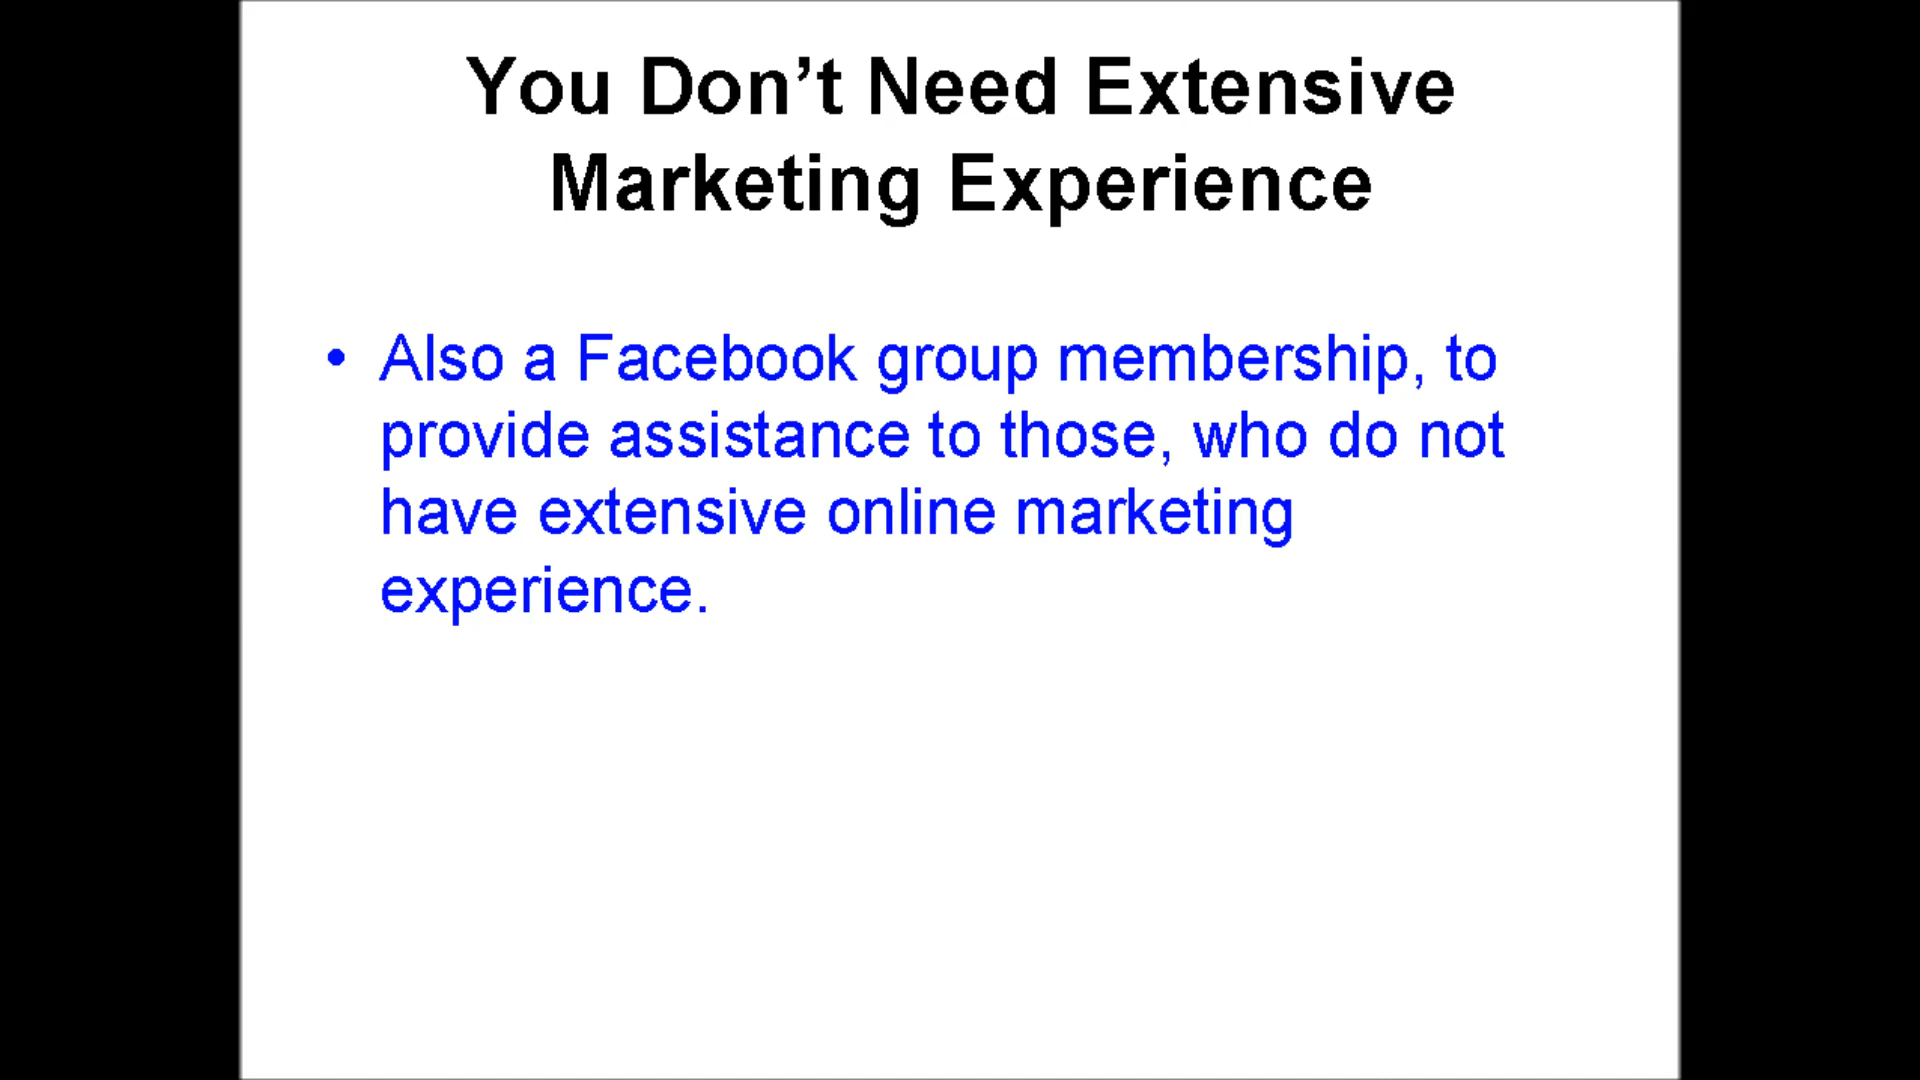 You Don’t Need Extensive
Marketing Experience
• Also a Facebook group membership, to
provide assistance to those, who do not
have extensive online marketing
experience.